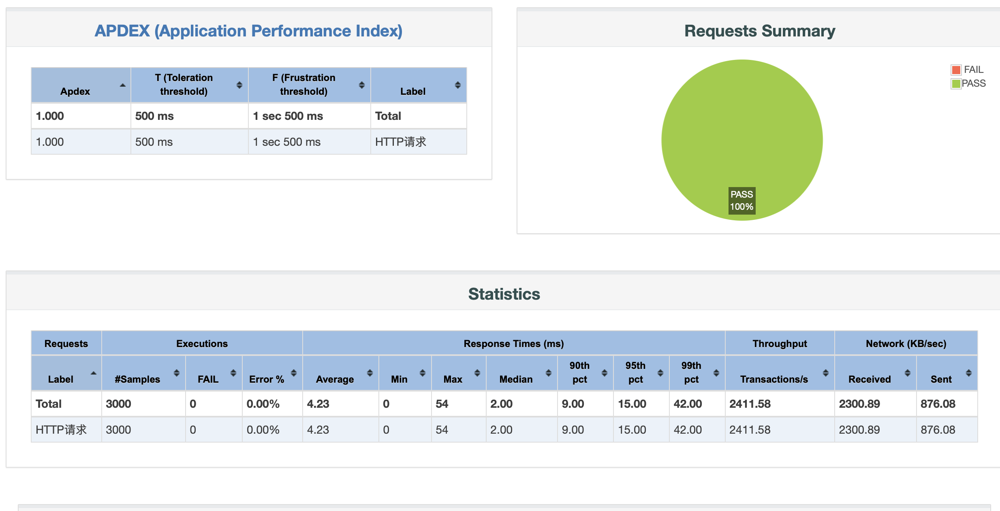 APDEX (Application Performance Index)
Apdex T (Toleration threshold) F (Frustration threshold) Label
1.000 500 ms 1 sec 500 ms Total
1.000 500 ms 1 sec 500 ms HTTP请求
Requests Summary
FAIL
PASS
PASS
100%
Statistics
Requests Executions Response Times (ms) Throughput Network (KB/sec)
Label #Samples FAIL Error % Average Min Max Median 90th pct 95th pct 99th pct Transactions/s Received Sent
Total 3000 0 0.00% 4.23 0 54 2.00 9.00 15.00 42.00 2411.58 2300.89 876.08
HTTP请求 3000 0 0.00% 4.23 0 54 2.00 9.00 15.00 42.00 2411.58 2300.89 876.08